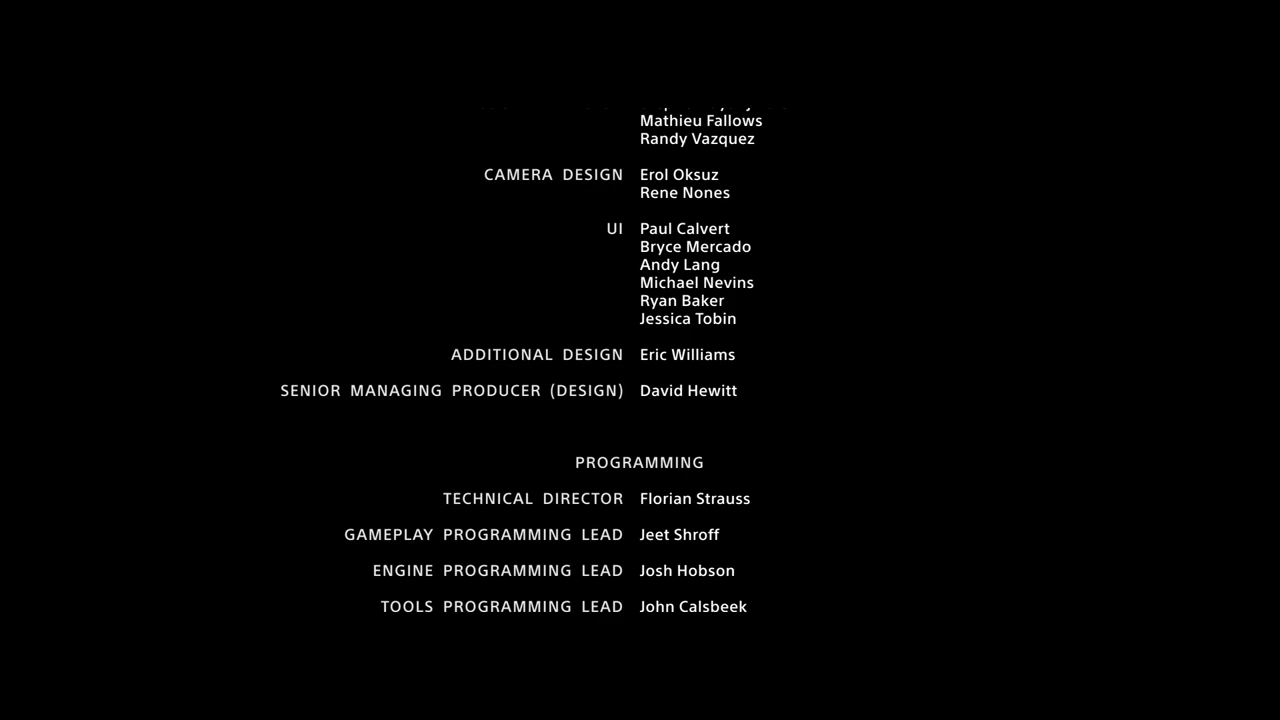 Mathieu Fallows
Randy Vazquez
CAMERA DESIGN Erol Oksuz
Rene Nones
UI Paul Calvert
Bryce Mercado
Andy Lang
Michael Nevins
Ryan Baker
Jessica Tobin
ADDITIONAL DESIGN Eric Williams
SENIOR MANAGING PRODUCER (DESIGN) David Hewitt
PROGRAMMING
TECHNICAL DIRECTOR Florian Strauss
GAMEPLAY PROGRAMMING LEAD Jeet Shroff
ENGINE PROGRAMMING LEAD Josh Hobson
TOOLS PROGRAMMING LEAD John Calsbeek